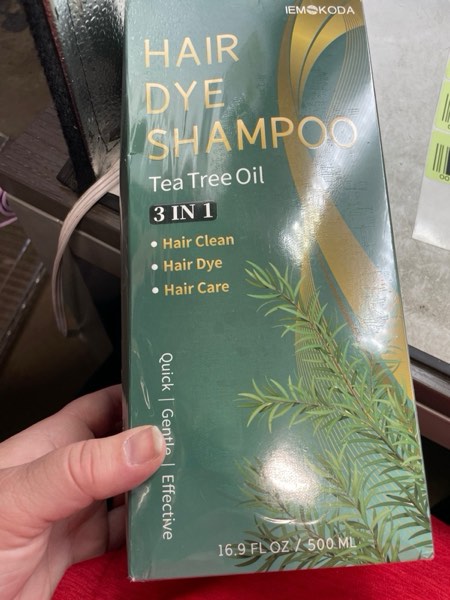 IEMOKODA
HAIR
DYE
SHAMPOO
Tea Tree Oil
3 IN 1
• Hair Clean
• Hair Dye
• Hair Care
Quick | Gentle | Effective
16.9 FL OZ / 500 ML